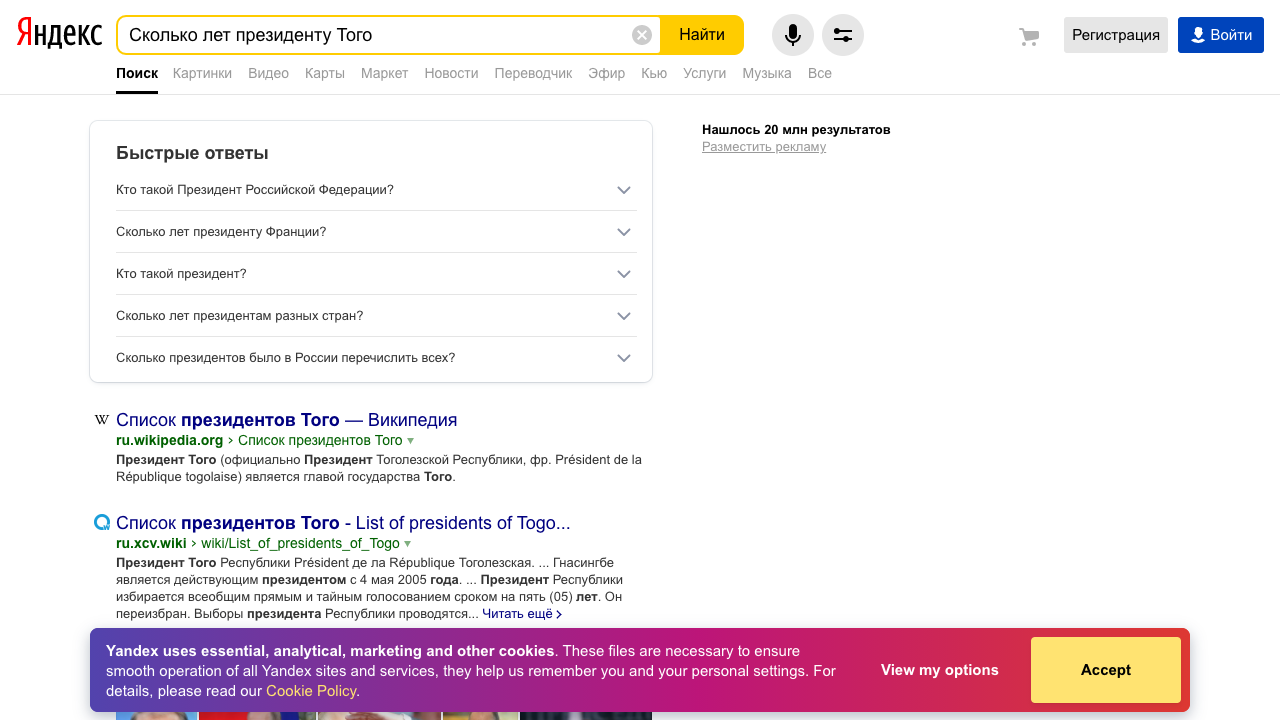 Яндекс
Сколько лет президенту Того
Найти
Регистрация
Войти
Поиск Картинки Видео Карты Маркет Новости Переводчик Эфир Кью Услуги Музыка Все
Быстрые ответы
Кто такой Президент Российской Федерации?
Сколько лет президенту Франции?
Кто такой президент?
Сколько лет президентам разных стран?
Сколько президентов было в России перечислить всех?
Нашлось 20 млн результатов
Разместить рекламу
W
Список президентов Того — Википедия
ru.wikipedia.org › Список президентов Того
Президент Того (официально Президент Тоголезской Республики, фр. Président de la
République togolaise) является главой государства Того.
Список президентов Того - List of presidents of Togo...
ru.xcv.wiki › wiki/List_of_presidents_of_Togo
Президент Того Республики Président де ла République Тоголезская. ... Гнасингбе
является действующим президентом с 4 мая 2005 года. ... Президент Республики
избирается всеобщим прямым и тайным голосованием сроком на пять (05) лет. Он
переизбран. Выборы президента Республики проводятся... Читать ещё ›
Yandex uses essential, analytical, marketing and other cookies. These files are necessary to ensure
smooth operation of all Yandex sites and services, they help us remember you and your personal settings. For
details, please read our Cookie Policy.
View my options
Accept